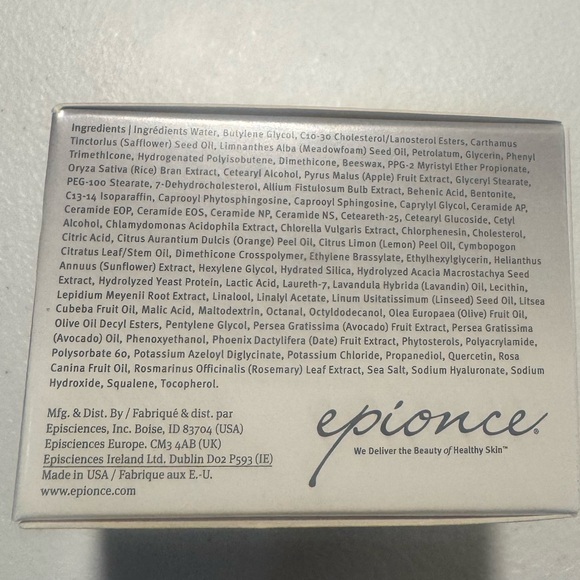 Ingredients | Ingrédients Water, Butylene Glycol, C10-30 Cholesterol/Lanosterol Esters, Carthamus
Tinctorius (Safflower) Seed Oil, Limnanthes Alba (Meadowfoam) Seed Oil, Petrolatum, Glycerin, Phenyl
Trimethicone, Hydrogenated Polyisobutene, Dimethicone, Beeswax, PPG-2 Myristyl Ether Propionate,
Oryza Sativa (Rice) Bran Extract, Cetearyl Alcohol, Pyrus Malus (Apple) Fruit Extract, Glyceryl Stearate,
PEG-100 Stearate, 7-Dehydrocholesterol, Allium Fistulosum Bulb Extract, Behenic Acid, Bentonite,
C13-14 Isoparaffin, Caprooyl Phytosphingosine, Caprooyl Sphingosine, Caprylyl Glycol, Ceramide AP,
Ceramide EOP, Ceramide EOS, Ceramide NP, Ceramide NS, Ceteareth-25, Cetearyl Glucoside, Cetyl
Alcohol, Chlamydomonas Acidophila Extract, Chlorella Vulgaris Extract, Chlorphenesin, Cholesterol,
Citric Acid, Citrus Aurantium Dulcis (Orange) Peel Oil, Citrus Limon (Lemon) Peel Oil, Cymbopogon
Citratus Leaf/Stem Oil, Dimethicone Crosspolymer, Ethylene Brassylate, Ethylhexylglycerin, Helianthus
Annuus (Sunflower) Extract, Hexylene Glycol, Hydrated Silica, Hydrolyzed Acacia Macrostachya Seed
Extract, Hydrolyzed Yeast Protein, Lactic Acid, Laureth-7, Lavandula Hybrida (Lavandin) Oil, Lecithin,
Lepidium Meyenii Root Extract, Linalool, Linalyl Acetate, Linum Usitatissimum (Linseed) Seed Oil, Litsea
Cubeba Fruit Oil, Malic Acid, Maltodextrin, Octanal, Octyldodecanol, Olea Europaea (Olive) Fruit Oil,
Olive Oil Decyl Esters, Pentylene Glycol, Persea Gratissima (Avocado) Fruit Extract, Persea Gratissima
(Avocado) Oil, Phenoxyethanol, Phoenix Dactylifera (Date) Fruit Extract, Phytosterols, Polyacrylamide,
Polysorbate 60, Potassium Azeloyl Diglycinate, Potassium Chloride, Propanediol, Quercetin, Rosa
Canina Fruit Oil, Rosmarinus Officinalis (Rosemary) Leaf Extract, Sea Salt, Sodium Hyaluronate, Sodium
Hydroxide, Squalene, Tocopherol.
Mfg. & Dist. By / Fabriqué & dist. par
Episciences, Inc. Boise, ID 83704 (USA)
Episciences Europe. CM3 4AB (UK)
Episciences Ireland Ltd. Dublin D02 P593 (IE)
Made in USA / Fabrique aux E.-U.
www.epionce.com
epionce®
We Deliver the Beauty of Healthy Skin™